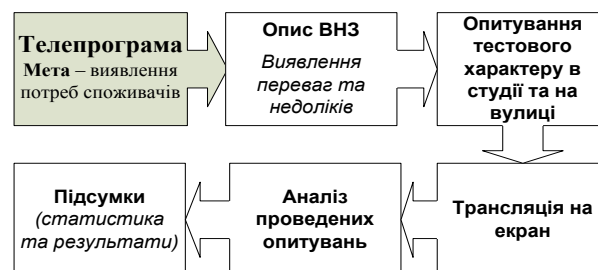 Телепрограма
Мета – виявлення
потреб споживачів
Опис ВНЗ
Виявлення
переваг та
недоліків
Опитування
тестового
характеру в
студії та на
вулиці
Трансляція на
екран
Аналіз
проведених
опитувань
Підсумки
(статистика
та результати)